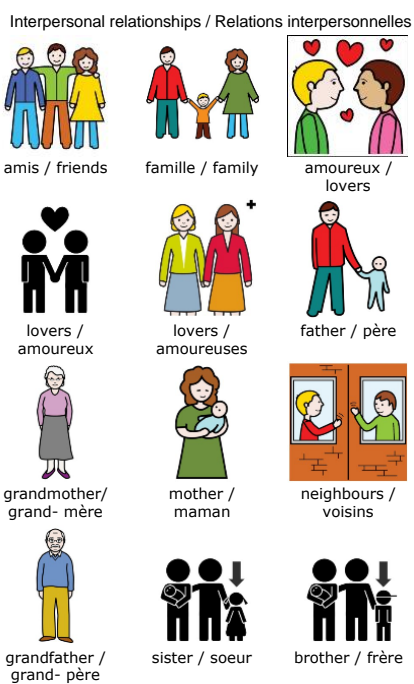 Interpersonal relationships / Relations interpersonnelles
amis / friends
famille / family
amoureux /
lovers
lovers /
amoureux
lovers /
amoureuses
father / père
grandmother/
grand- mère
mother /
maman
neighbours /
voisins
grandfather /
grand- père
sister / soeur
brother / frère